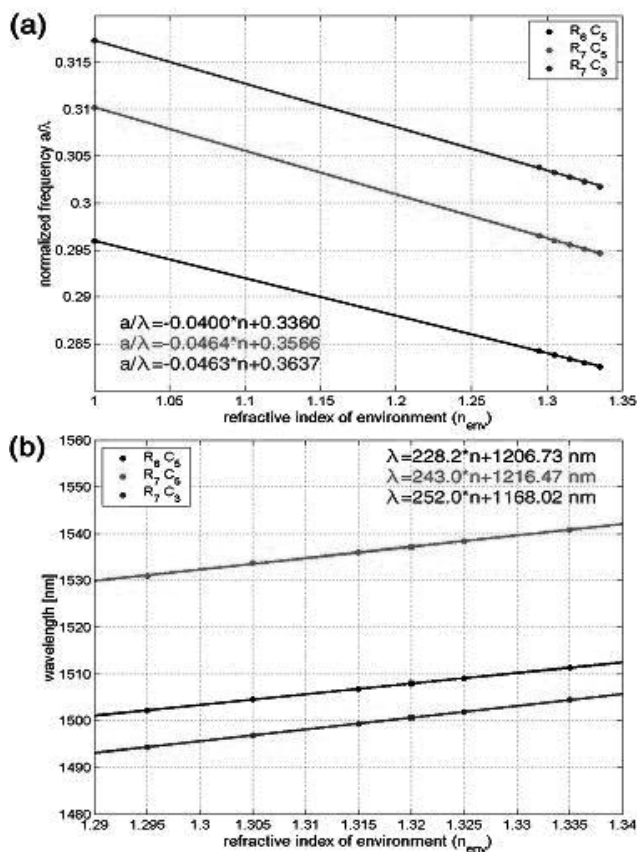 (a)
R6 C5
R7 C5
R7 C3
normalized frequency a/λ
0.315
0.31
0.305
0.3
0.295
0.29
0.285
a/λ=-0.0400*n+0.3360
a/λ=-0.0464*n+0.3566
a/λ=-0.0463*n+0.3637
1 1.05 1.1 1.15 1.2 1.25 1.3 1.35
refractive index of environment (nenv)
(b)
R6 C5
R7 C5
R7 C3
λ=228.2*n+1206.73 nm
λ=243.0*n+1216.47 nm
λ=252.0*n+1168.02 nm
wavelength [nm]
1560
1550
1540
1530
1520
1510
1500
1490
1480
1.29 1.295 1.3 1.305 1.31 1.315 1.32 1.325 1.33 1.335 1.34
refractive index of environment (nenv)